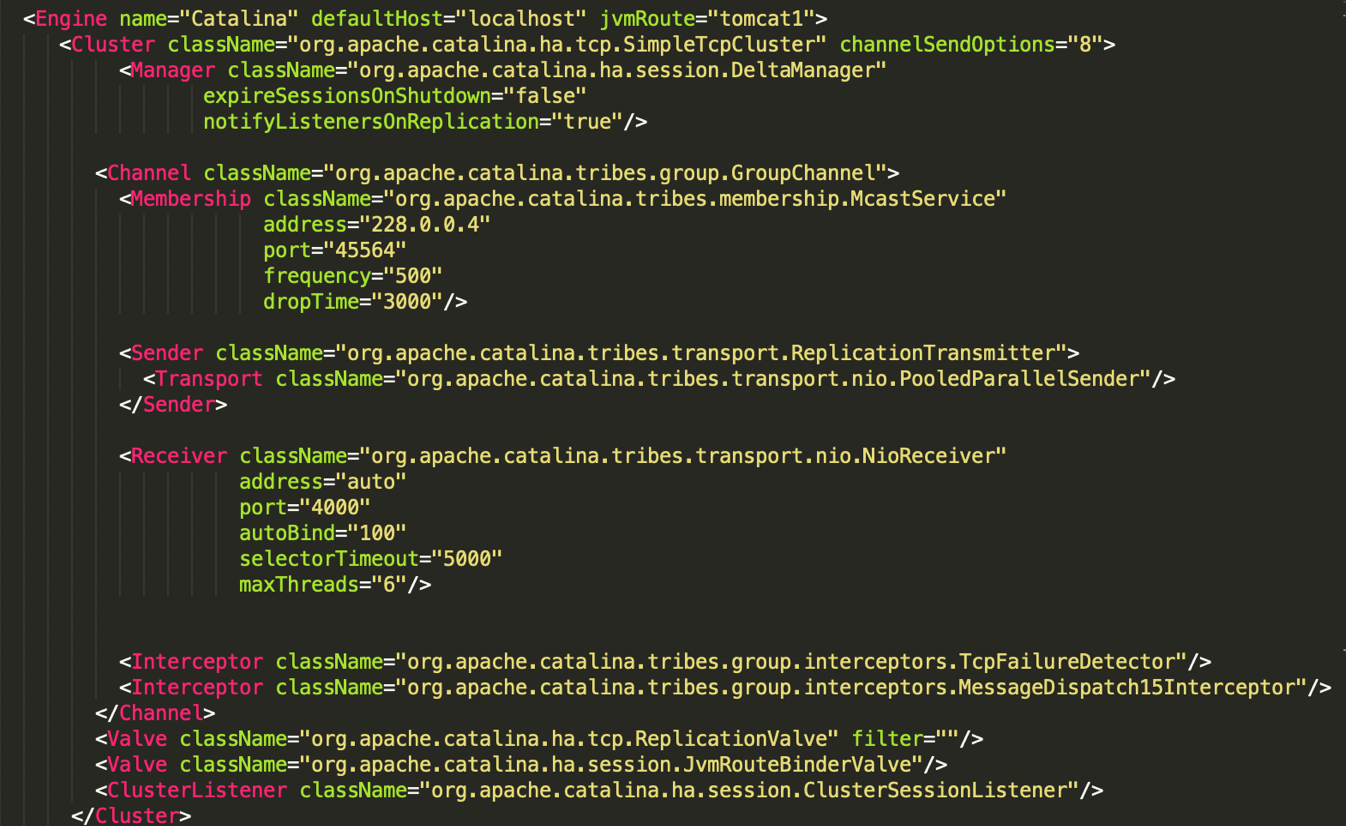 <Engine name="Catalina" defaultHost="localhost" jvmRoute="tomcat1">
<Cluster className="org.apache.catalina.ha.tcp.SimpleTcpCluster" channelSendOptions="8">
<Manager className="org.apache.catalina.ha.session.DeltaManager"
expireSessionsOnShutdown="false"
notifyListenersOnReplication="true"/>
<Channel className="org.apache.catalina.tribes.group.GroupChannel">
<Membership className="org.apache.catalina.tribes.membership.McastService"
address="228.0.0.4"
port="45564"
frequency="500"
dropTime="3000"/>
<Sender className="org.apache.catalina.tribes.transport.ReplicationTransmitter">
<Transport className="org.apache.catalina.tribes.transport.nio.PooledParallelSender"/>
</Sender>
<Receiver className="org.apache.catalina.tribes.transport.nio.NioReceiver"
address="auto"
port="4000"
autoBind="100"
selectorTimeout="5000"
maxThreads="6"/>
<Interceptor className="org.apache.catalina.tribes.group.interceptors.TcpFailureDetector"/>
<Interceptor className="org.apache.catalina.tribes.group.interceptors.MessageDispatch15Interceptor"/>
</Channel>
<Valve className="org.apache.catalina.ha.tcp.ReplicationValve" filter=""/>
<Valve className="org.apache.catalina.ha.session.JvmRouteBinderValve"/>
<ClusterListener className="org.apache.catalina.ha.session.ClusterSessionListener"/>
</Cluster>